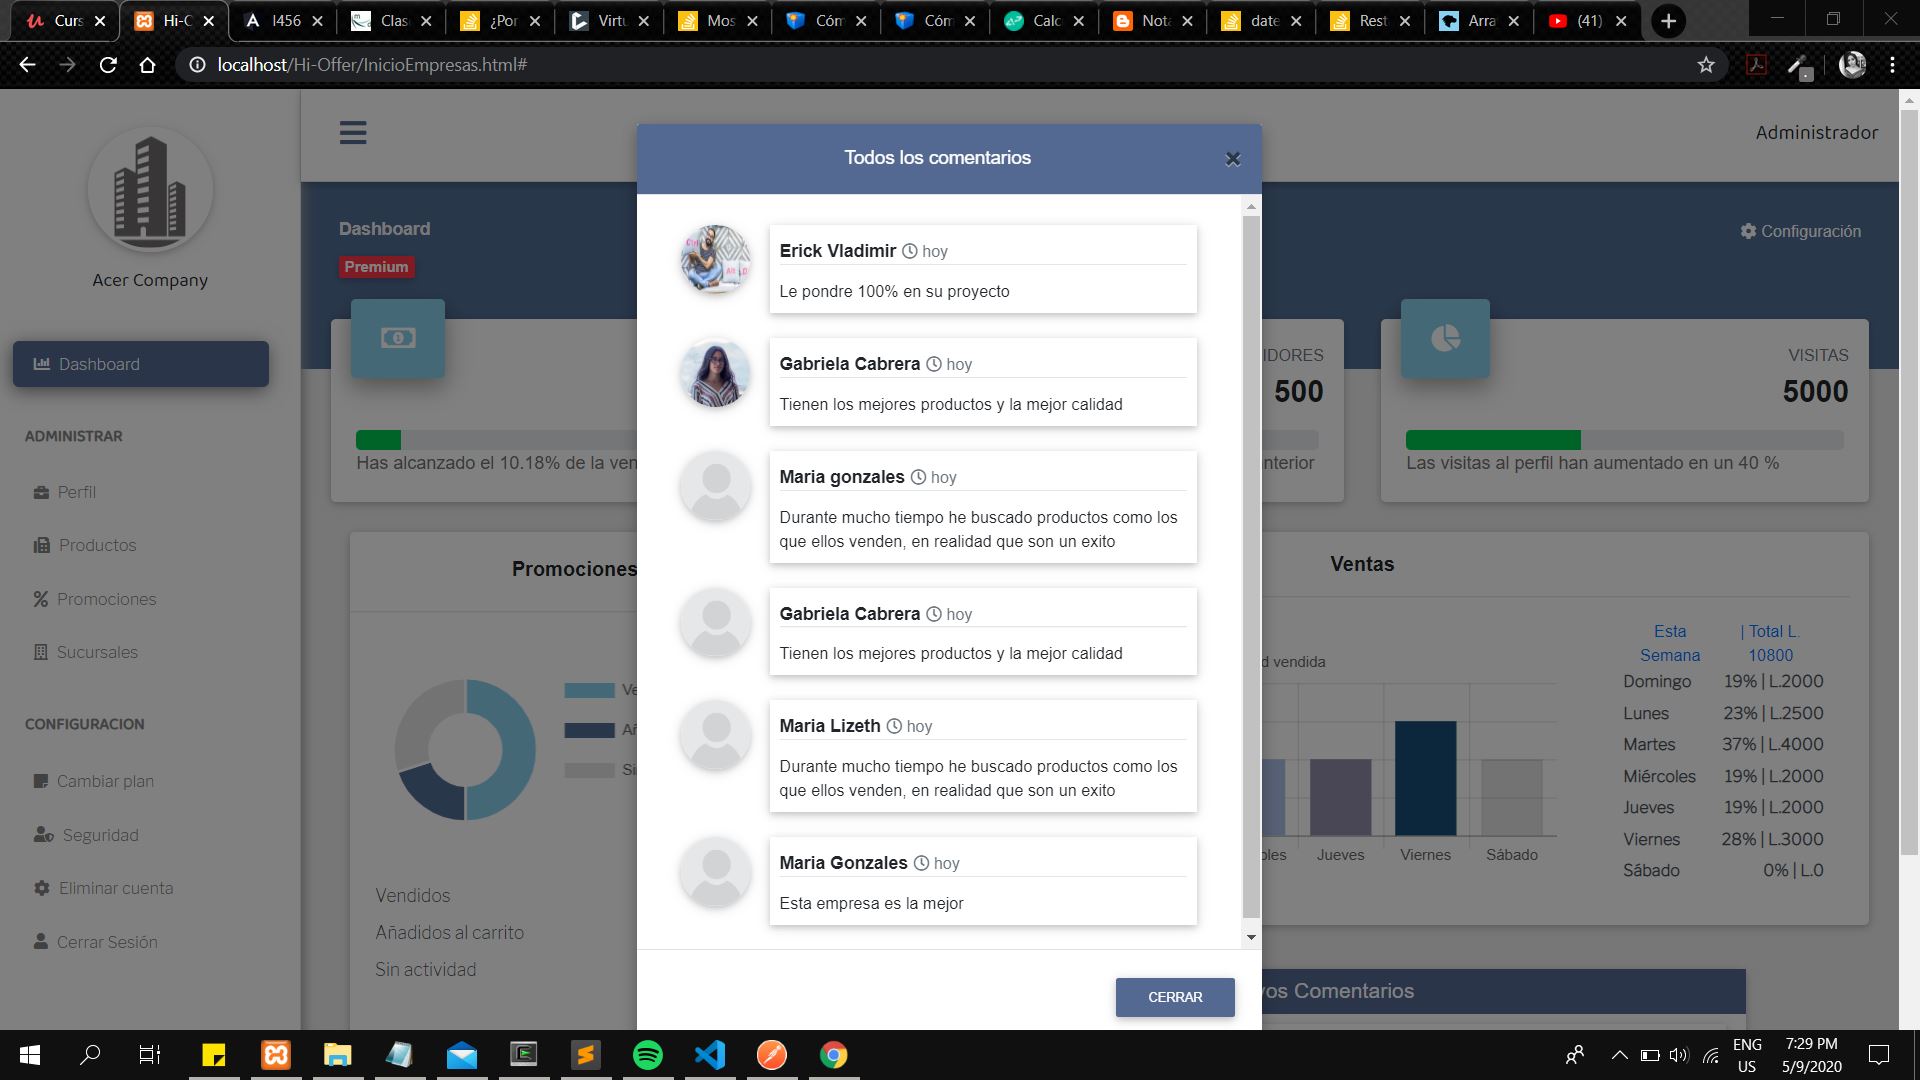 Curs
Hi-O
I456
Clas
¿Por
Virtu
Mos
Cóm
Cóm
Calc
Nota
date
Rest
Arra
(41)
localhost/Hi-Offer/InicioEmpresas.html#
Acer Company
Dashboard
ADMINISTRAR
Perfil
Productos
Promociones
Sucursales
CONFIGURACION
Cambiar plan
Seguridad
Eliminar cuenta
Cerrar Sesión
Administrador
Dashboard
Premium
Configuración
Has alcanzado el 10.18% de la ven
IDORES
500
nterior
VISITAS
5000
Las visitas al perfil han aumentado en un 40 %
Promociones
Ve
Añ
Si
Vendidos
Añadidos al carrito
Sin actividad
Todos los comentarios
×
Erick Vladimir hoy
Le pondre 100% en su proyecto
Gabriela Cabrera hoy
Tienen los mejores productos y la mejor calidad
Maria gonzales hoy
Durante mucho tiempo he buscado productos como los
que ellos venden, en realidad que son un exito
Gabriela Cabrera hoy
Tienen los mejores productos y la mejor calidad
Maria Lizeth hoy
Durante mucho tiempo he buscado productos como los
que ellos venden, en realidad que son un exito
Maria Gonzales hoy
Esta empresa es la mejor
CERRAR
Ventas
d vendida
oles
Jueves
Viernes
Sábado
Esta Semana | Total L. 10800
Domingo 19% | L.2000
Lunes 23% | L.2500
Martes 37% | L.4000
Miércoles 19% | L.2000
Jueves 19% | L.2000
Viernes 28% | L.3000
Sábado 0% | L.0
vos Comentarios
ENG
US
7:29 PM
5/9/2020